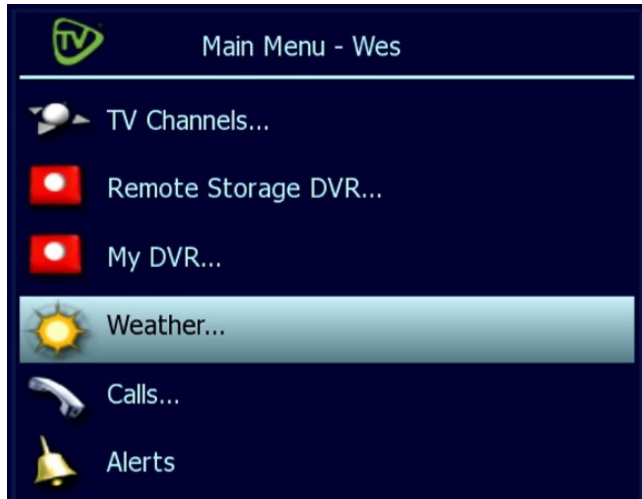 TV
Main Menu - Wes
TV Channels...
Remote Storage DVR...
My DVR...
Weather...
Calls...
Alerts